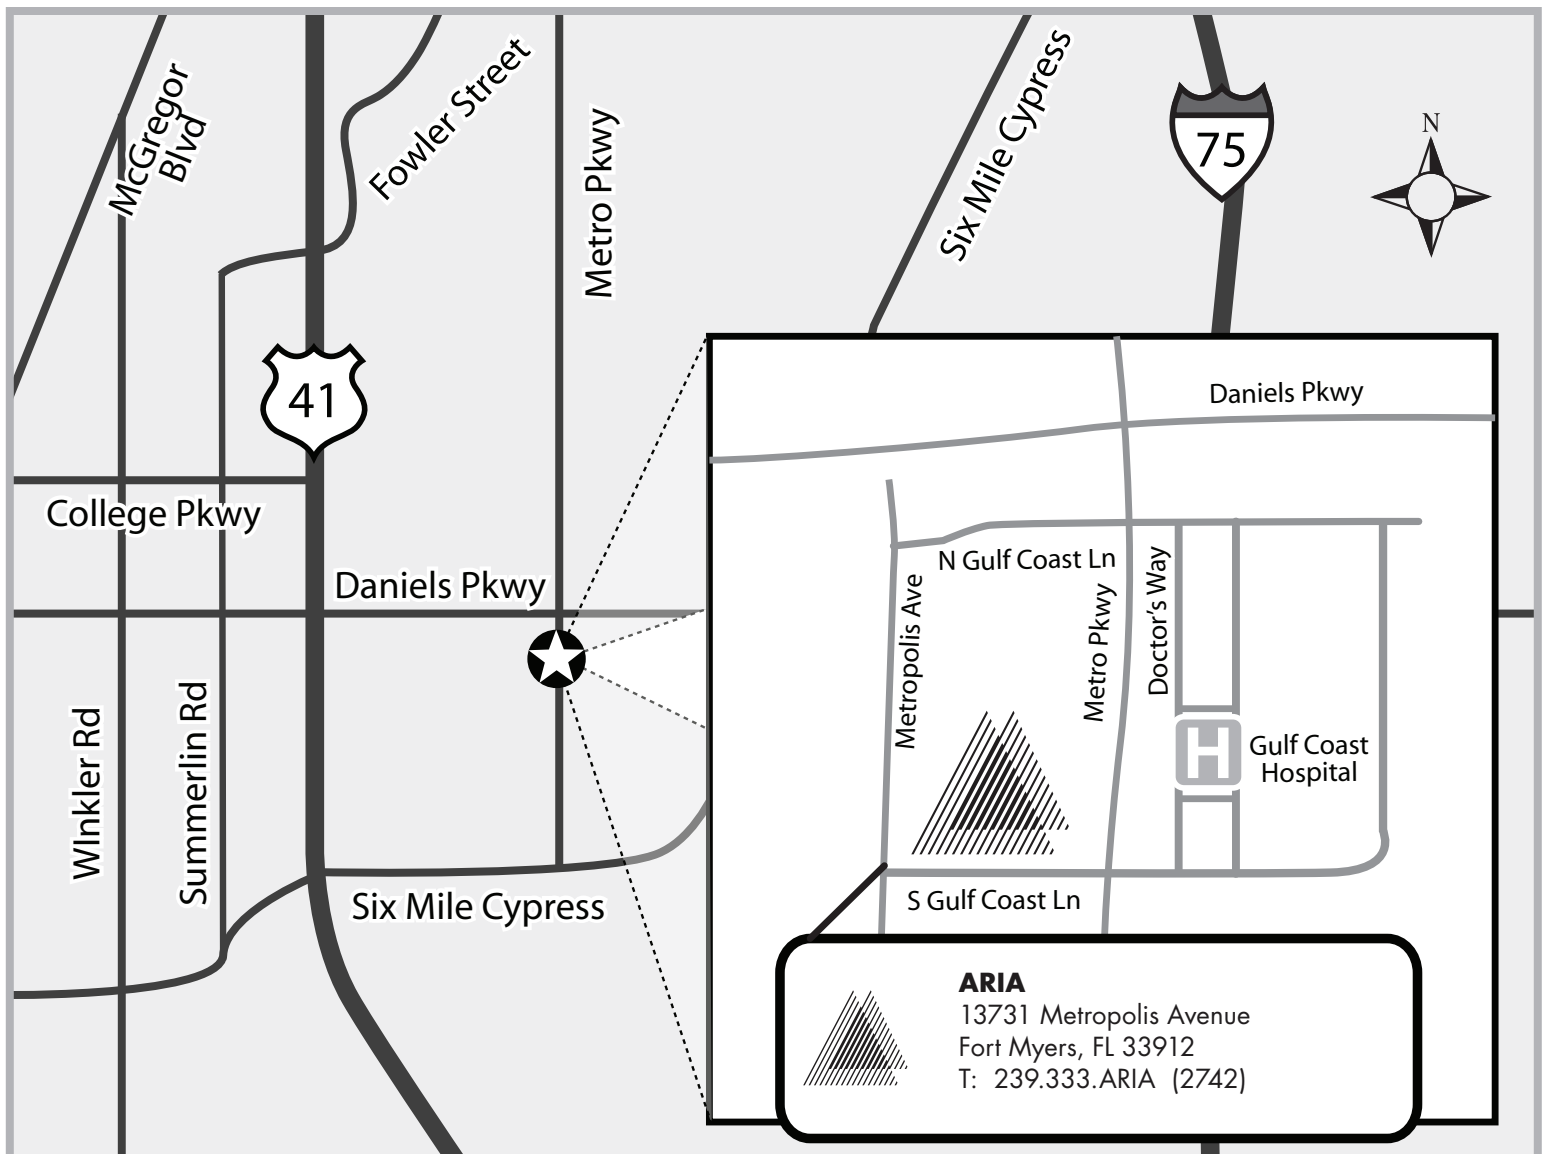 McGregor
Blvd
Fowler Street
Metro Pkwy
Six Mile Cypress
75
N
41
College Pkwy
Daniels Pkwy
WInkler Rd
Summerlin Rd
Six Mile Cypress
Daniels Pkwy
N Gulf Coast Ln
Metropolis Ave
Metro Pkwy
Doctor's Way
H
Gulf Coast
Hospital
S Gulf Coast Ln
ARIA
13731 Metropolis Avenue
Fort Myers, FL 33912
T: 239.333.ARIA (2742)